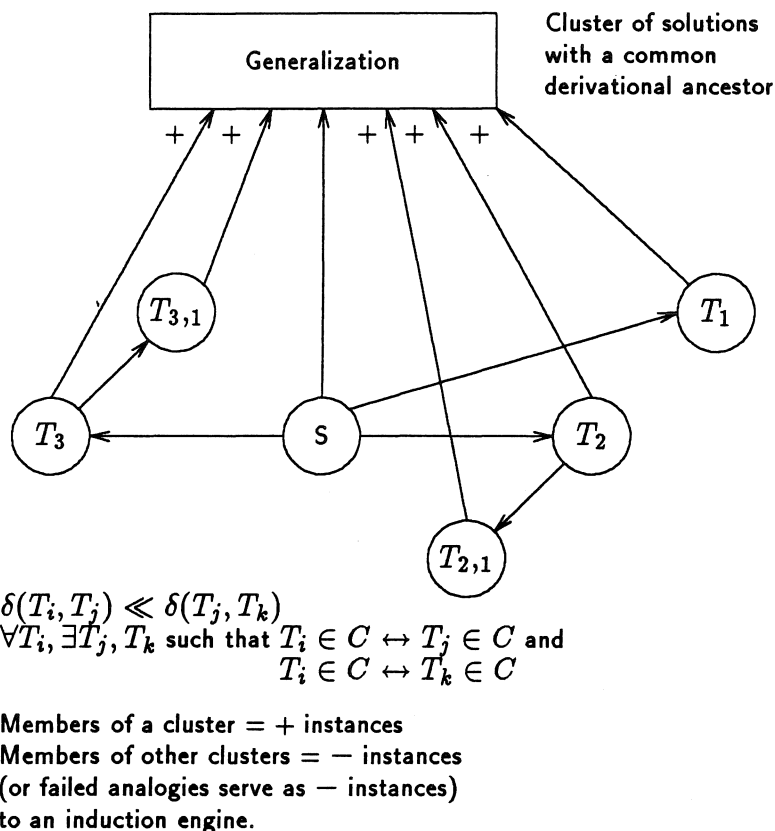 Cluster of solutions
with a common
derivational ancestor
Generalization
+ + + + +
T3,1
T1
T3
S
T2
T2,1
δ(Ti, Tj) ≪ δ(Tj, Tk)
∀Ti, ∃Tj, Tk such that Ti ∈ C ↔ Tj ∈ C and
Ti ∈ C ↔ Tk ∈ C
Members of a cluster = + instances
Members of other clusters = − instances
(or failed analogies serve as − instances)
to an induction engine.